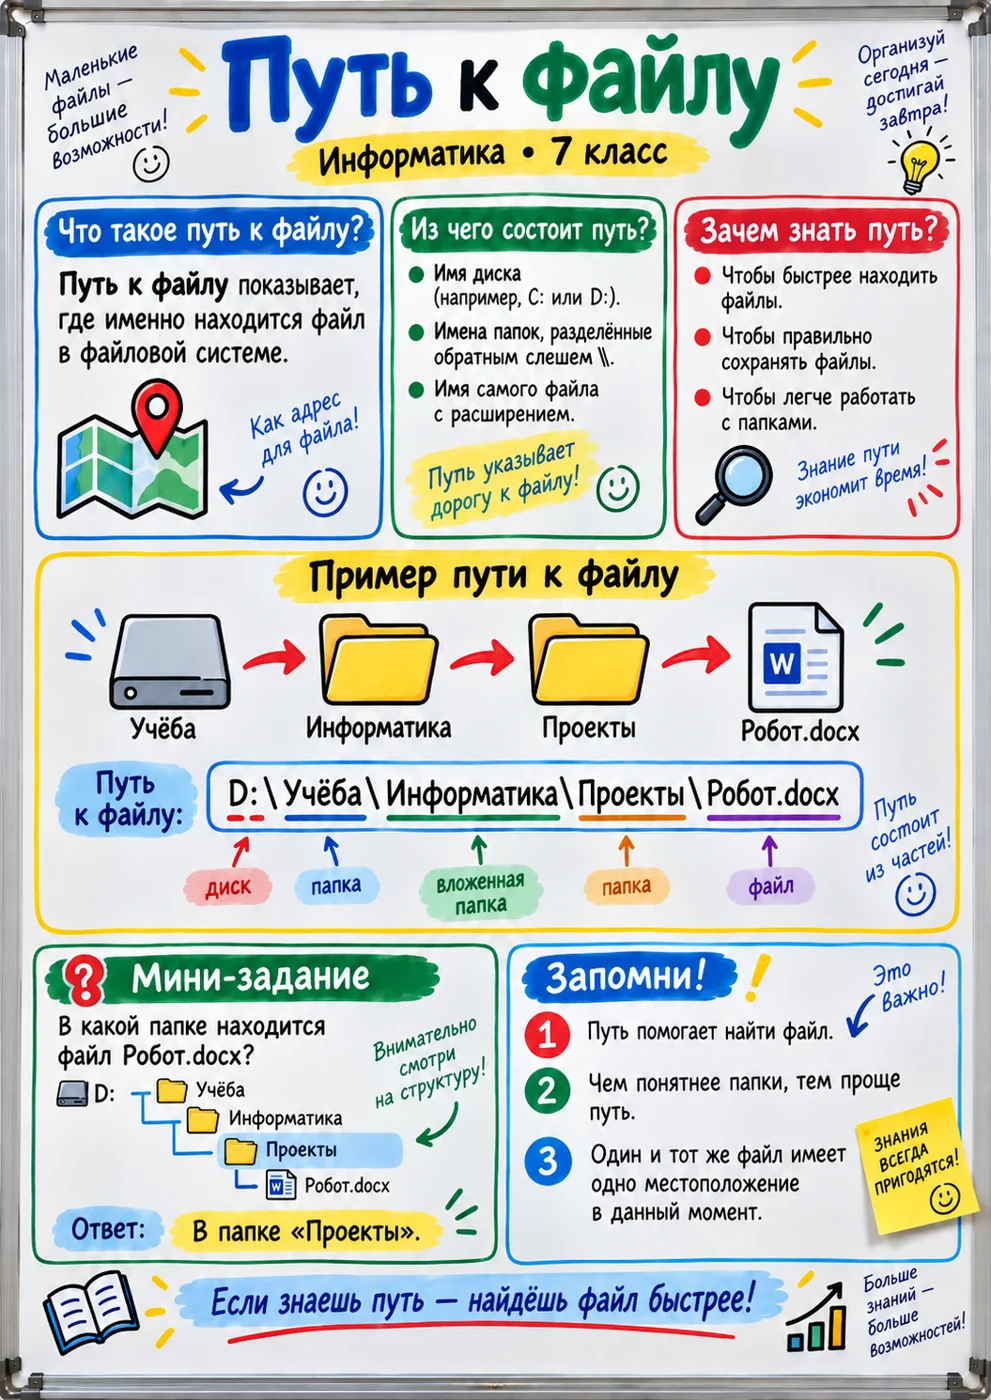 Маленькие
файлы —
большие
возможности!
Путь к файлу
Организуй
сегодня —
достигай
завтра!
Информатика • 7 класс
Что такое путь к файлу?
Путь к файлу показывает,
где именно находится файл
в файловой системе.
Как адрес
для файла!
Из чего состоит путь?
Имя диска
(например, C: или D:).
Имена папок, разделённые
обратным слешем \\.
Имя самого файла
с расширением.
Путь указывает
дорогу к файлу!
Зачем знать путь?
Чтобы быстрее находить
файлы.
Чтобы правильно
сохранять файлы.
Чтобы легче работать
с папками.
Знание пути
экономит время!
Пример пути к файлу
W
Учёба
Информатика
Проекты
Робот.docx
Путь
к файлу:
D:\Учёба\Информатика\Проекты\Робот.docx
диск
папка
вложенная
папка
папка
файл
Путь
состоит
из частей!
? Мини-задание
В какой папке находится
файл Робот.docx?
Внимательно
смотри
на структуру!
D:
Учёба
Информатика
Проекты
W Робот.docx
Ответ: В папке «Проекты».
Запомни!
Это
важно!
1 Путь помогает найти файл.
2 Чем понятнее папки, тем проще
путь.
3 Один и тот же файл имеет
одно местоположение
в данный момент.
ЗНАНИЯ
ВСЕГДА
ПРИГОДЯТСЯ!
Если знаешь путь — найдёшь файл быстрее!
Больше
знаний —
больше
возможностей!